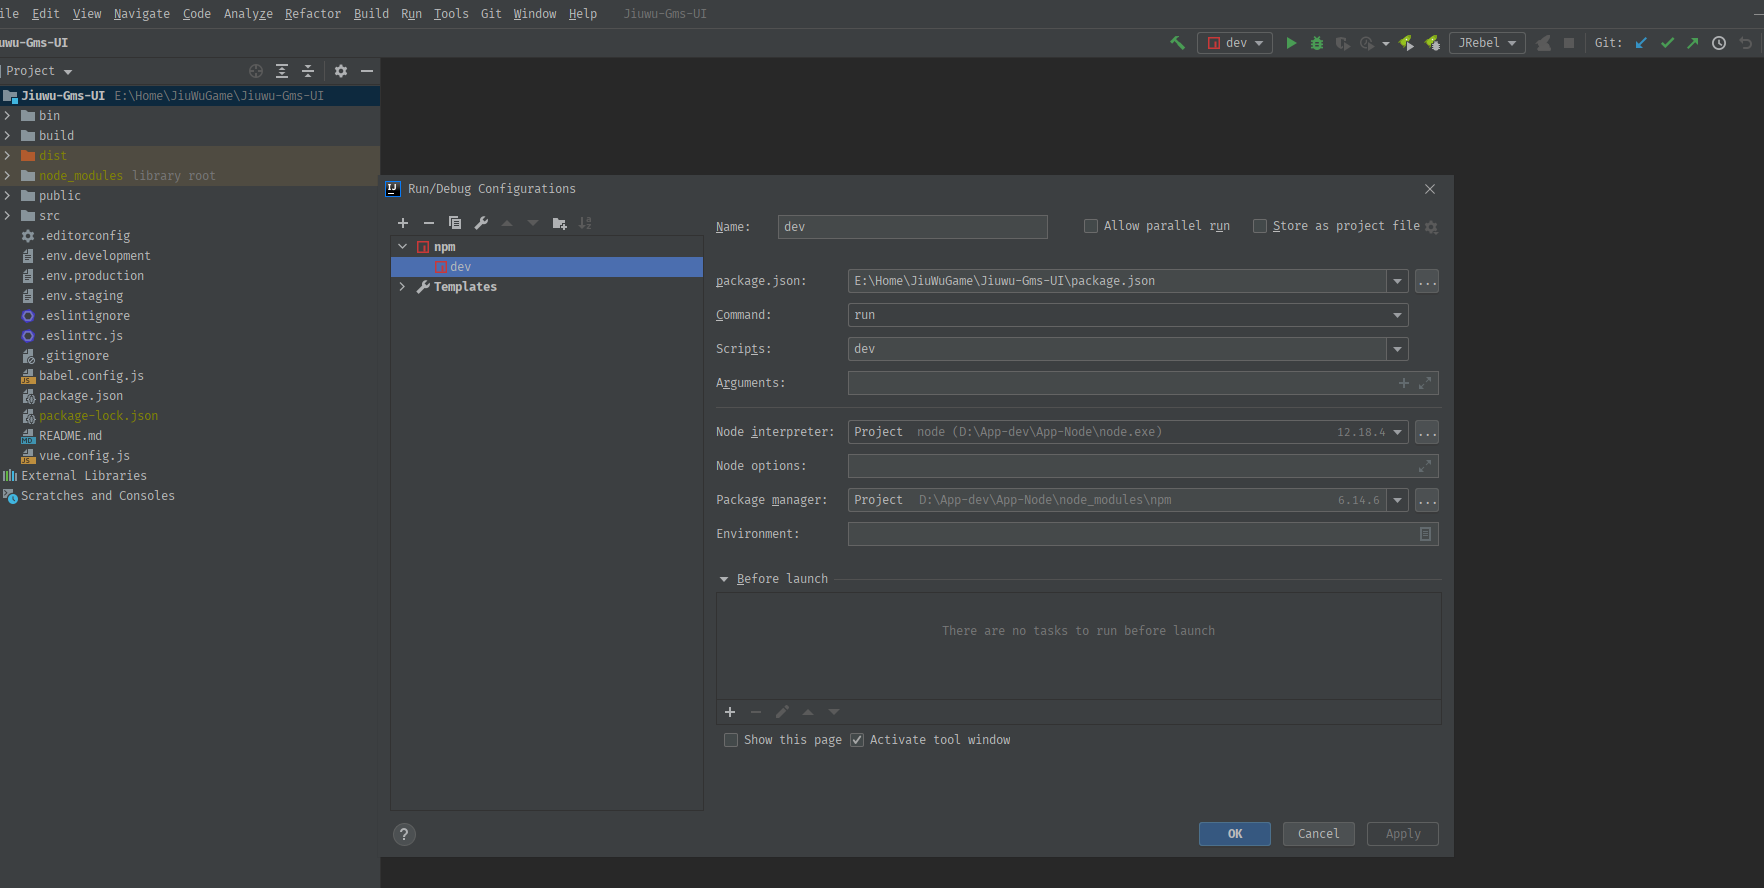 ile Edit View Navigate Code Analyze Refactor Build Run Tools Git Window Help Jiuwu-Gms-UI
uwu-Gms-UI
dev
JRebel
Git:
Project
Jiuwu-Gms-UI E:\Home\JiuWuGame\Jiuwu-Gms-UI
bin
build
dist
node_modules library root
public
src
.editorconfig
.env.development
.env.production
.env.staging
.eslintignore
.eslintrc.js
.gitignore
babel.config.js
package.json
package-lock.json
README.md
vue.config.js
External Libraries
Scratches and Consoles
Run/Debug Configurations
npm
dev
Templates
Name: dev
Allow parallel run
Store as project file
package.json: E:\Home\JiuWuGame\Jiuwu-Gms-UI\package.json ...
Command: run
Scripts: dev
Arguments:
Node interpreter: Project node (D:\App-dev\App-Node\node.exe) 12.18.4 ...
Node options:
Package manager: Project D:\App-dev\App-Node\node_modules\npm 6.14.6 ...
Environment:
Before launch
There are no tasks to run before launch
Show this page Activate tool window
? OK Cancel Apply